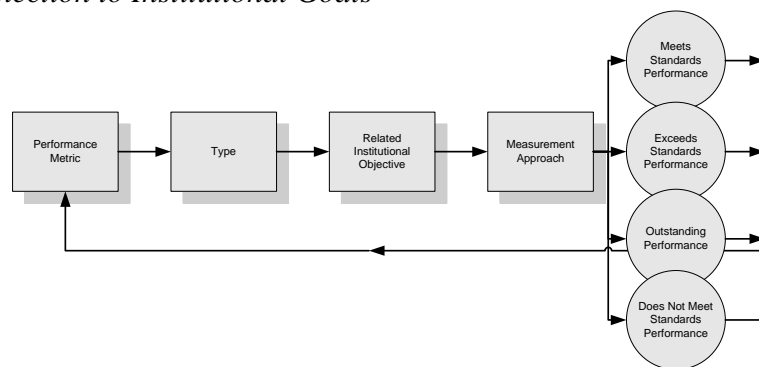 to Institutional Goals
Performance
Metric
Type
Related
Institutional
Objective
Measurement
Approach
Meets
Standards
Performance
Exceeds
Standards
Performance
Outstanding
Performance
Does Not Meet
Standards
Performance